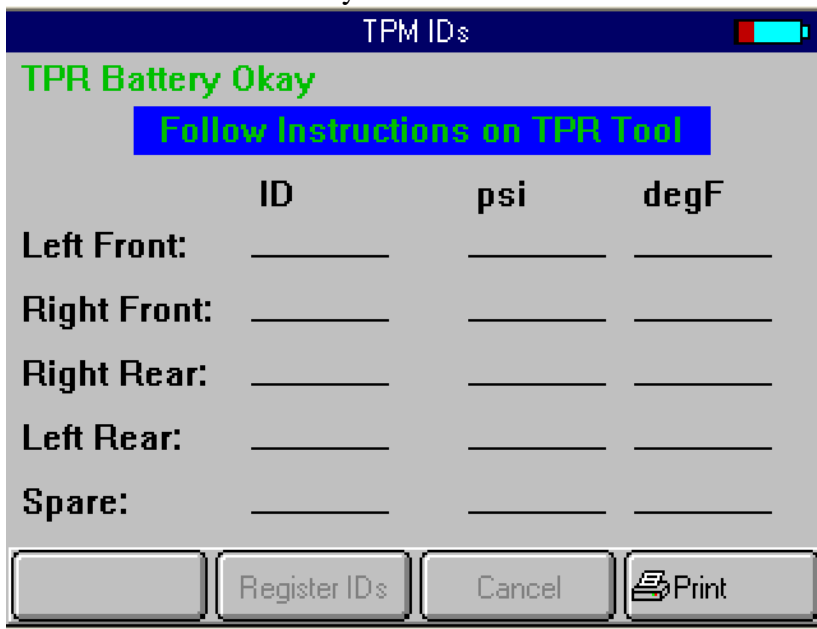 TPM IDs
TPR Battery Okay
Follow Instructions on TPR Tool
ID psi degF
Left Front:
Right Front:
Right Rear:
Left Rear:
Spare:
Register IDs Cancel Print